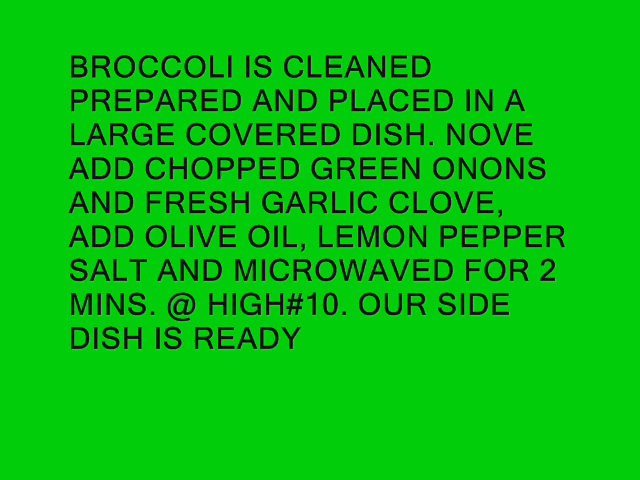 BROCCOLI IS CLEANED
PREPARED AND PLACED IN A
LARGE COVERED DISH. NOVE
ADD CHOPPED GREEN ONONS
AND FRESH GARLIC CLOVE,
ADD OLIVE OIL, LEMON PEPPER
SALT AND MICROWAVED FOR 2
MINS. @ HIGH#10. OUR SIDE
DISH IS READY